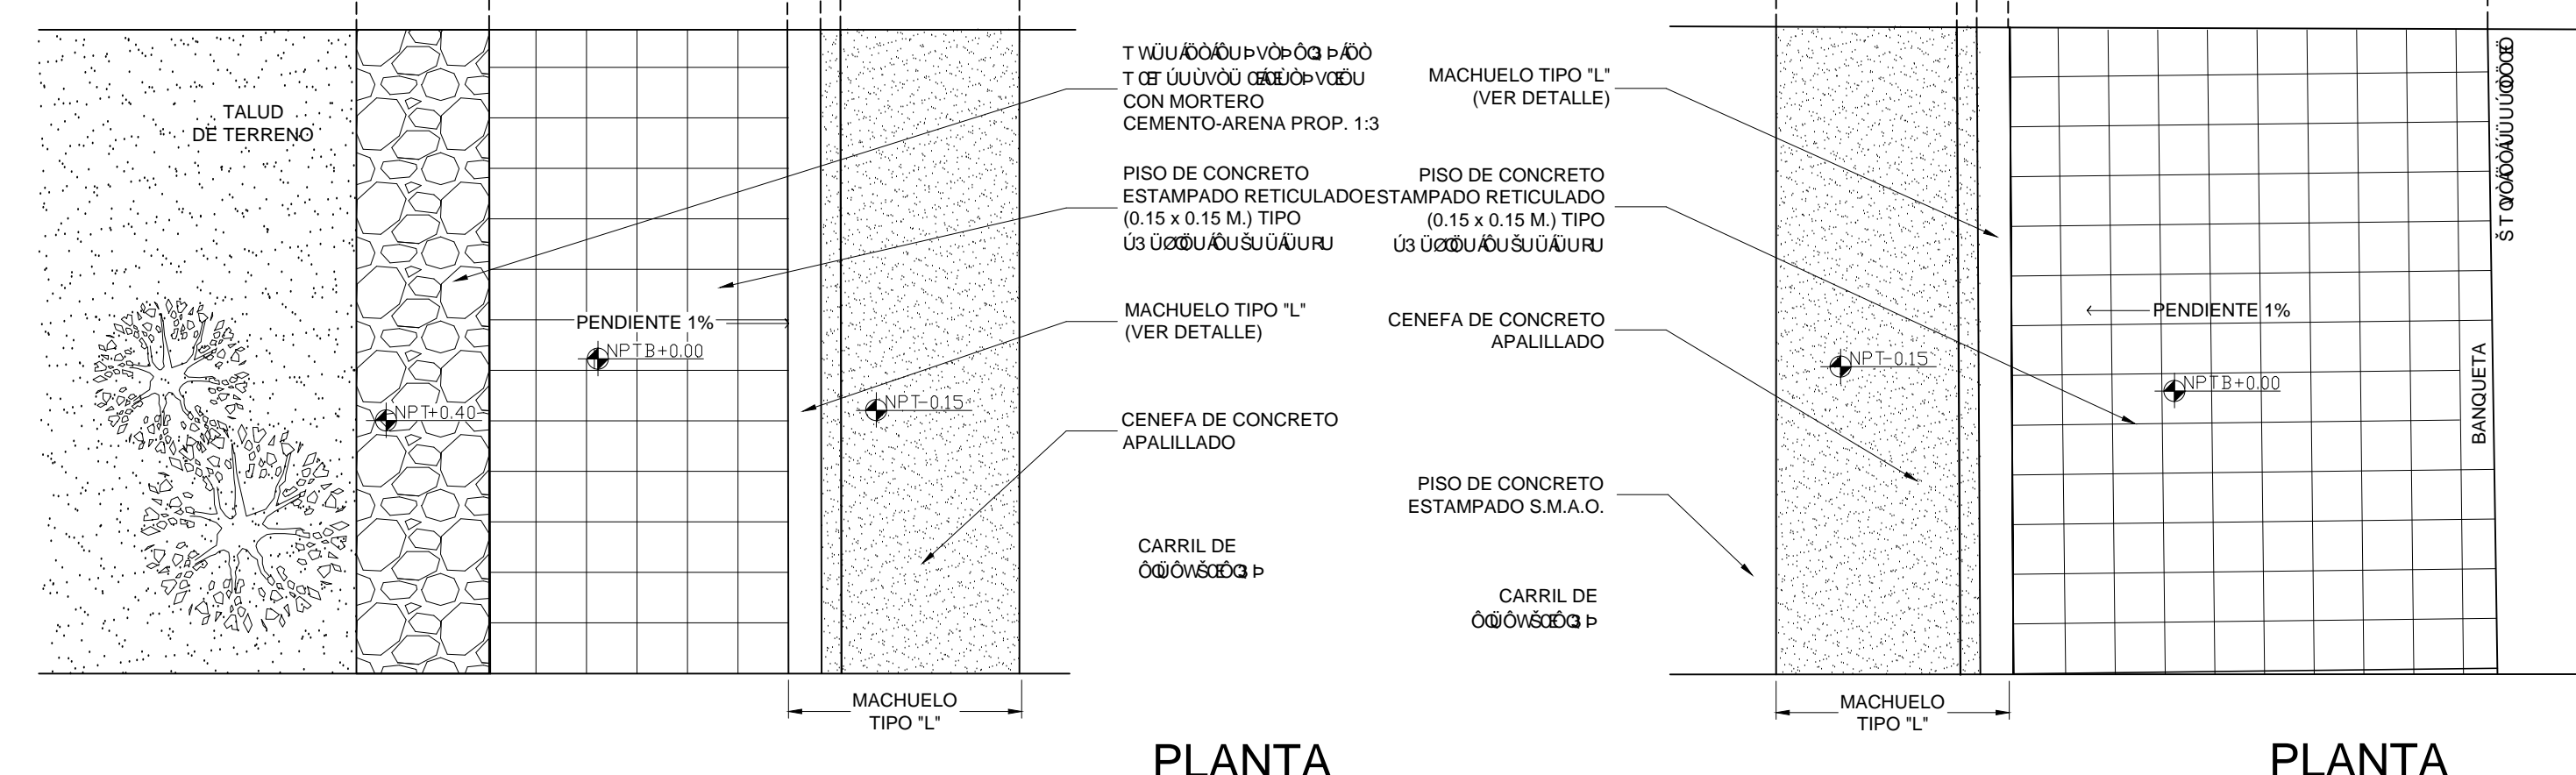 TALUD
DE TERRENO
NPT+0.40
PENDIENTE 1%
NPTB+0.00
NPT-0.15
CON MORTERO
CEMENTO-ARENA PROP. 1:3
PISO DE CONCRETO
ESTAMPADO RETICULADO
(0.15 x 0.15 M.) TIPO
MACHUELO TIPO "L"
(VER DETALLE)
CENEFA DE CONCRETO
APALILLADO
CARRIL DE
MACHUELO
TIPO "L"
PLANTA
MACHUELO TIPO "L"
(VER DETALLE)
PISO DE CONCRETO
ESTAMPADO RETICULADO
(0.15 x 0.15 M.) TIPO
CENEFA DE CONCRETO
APALILLADO
PISO DE CONCRETO
ESTAMPADO S.M.A.O.
CARRIL DE
NPT-0.15
PENDIENTE 1%
NPTB+0.00
BANQUETA
MACHUELO
TIPO "L"
PLANTA